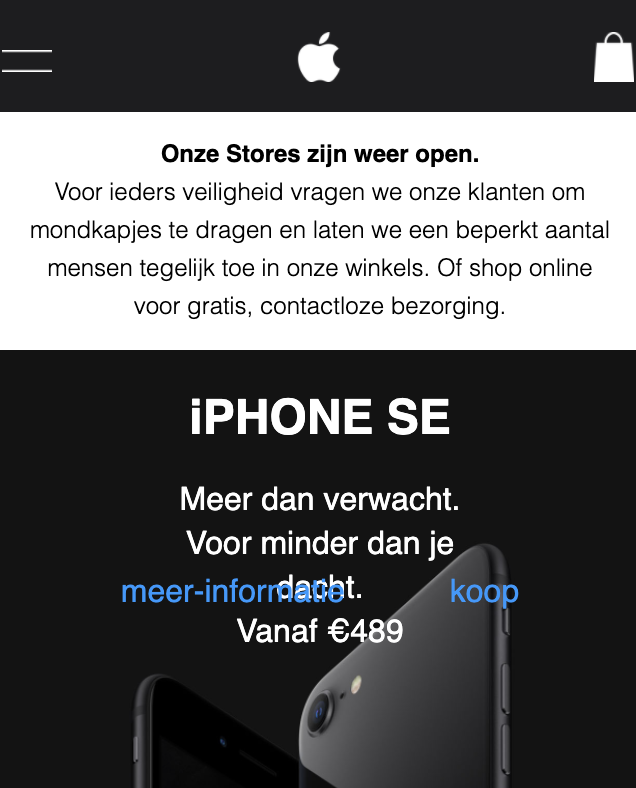 Onze Stores zijn weer open.
Voor ieders veiligheid vragen we onze klanten om
mondkapjes te dragen en laten we een beperkt aantal
mensen tegelijk toe in onze winkels. Of shop online
voor gratis, contactloze bezorging.
iPHONE SE
Meer dan verwacht.
Voor minder dan je
dacht.
meer-informatie koop
Vanaf €489